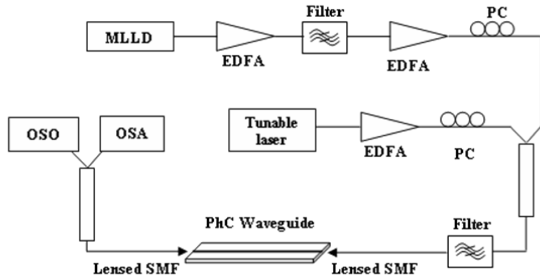 Filter
PC
MLLD
EDFA
EDFA
OSO
OSA
Tunable
laser
EDFA
PC
PhC Waveguide
Filter
Lensed SMF
Lensed SMF